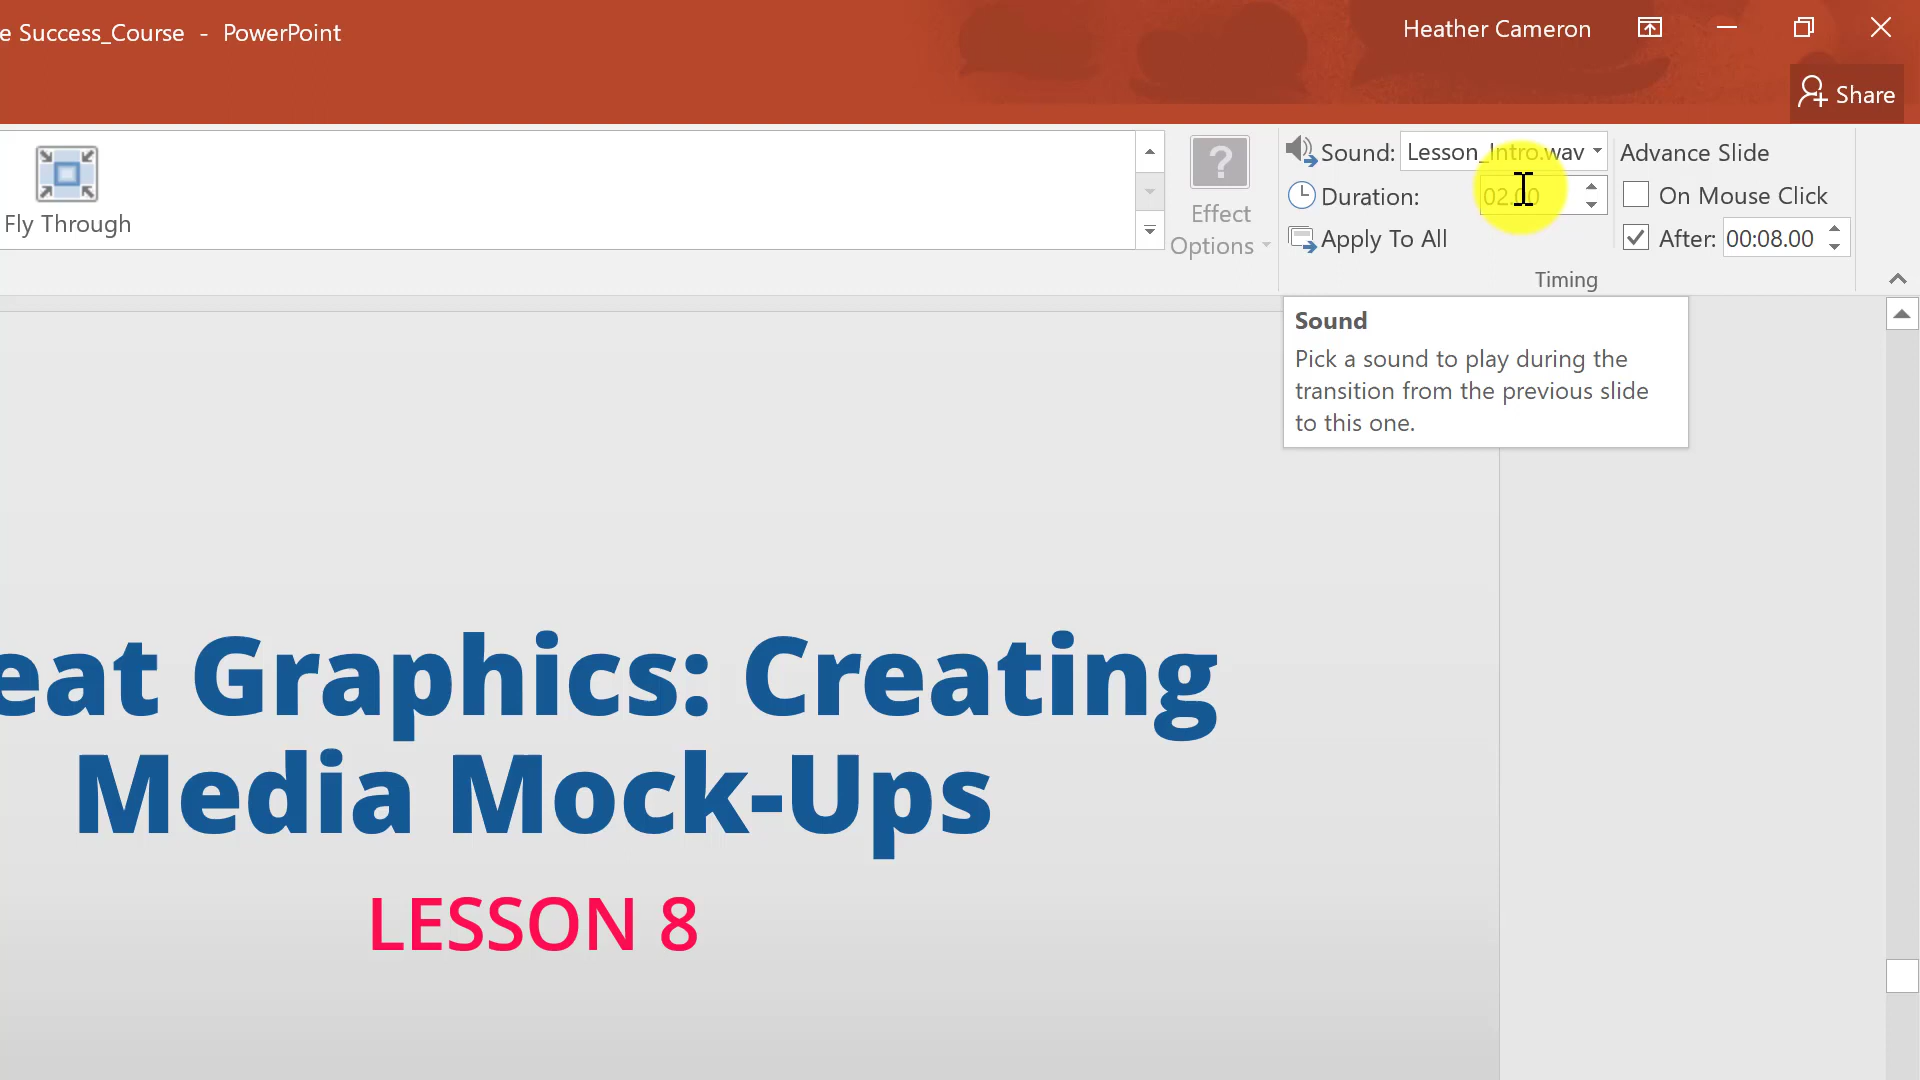 e Success_Course - PowerPoint
Heather Cameron
Share
Fly Through
?
Effect
Options
Sound: Lesson_Intro.wav
Duration: 02.00
Apply To All
Advance Slide
On Mouse Click
After: 00:08.00
Timing
Sound
Pick a sound to play during the
transition from the previous slide
to this one.
eat Graphics: Creating
Media Mock-Ups
LESSON 8